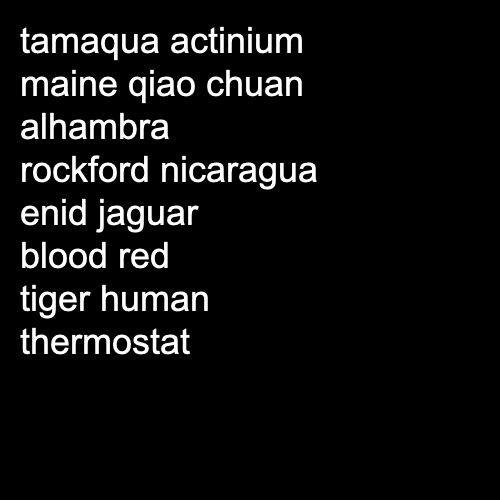 tamaqua actinium
maine qiao chuan
alhambra
rockford nicaragua
enid jaguar
blood red
tiger human
thermostat